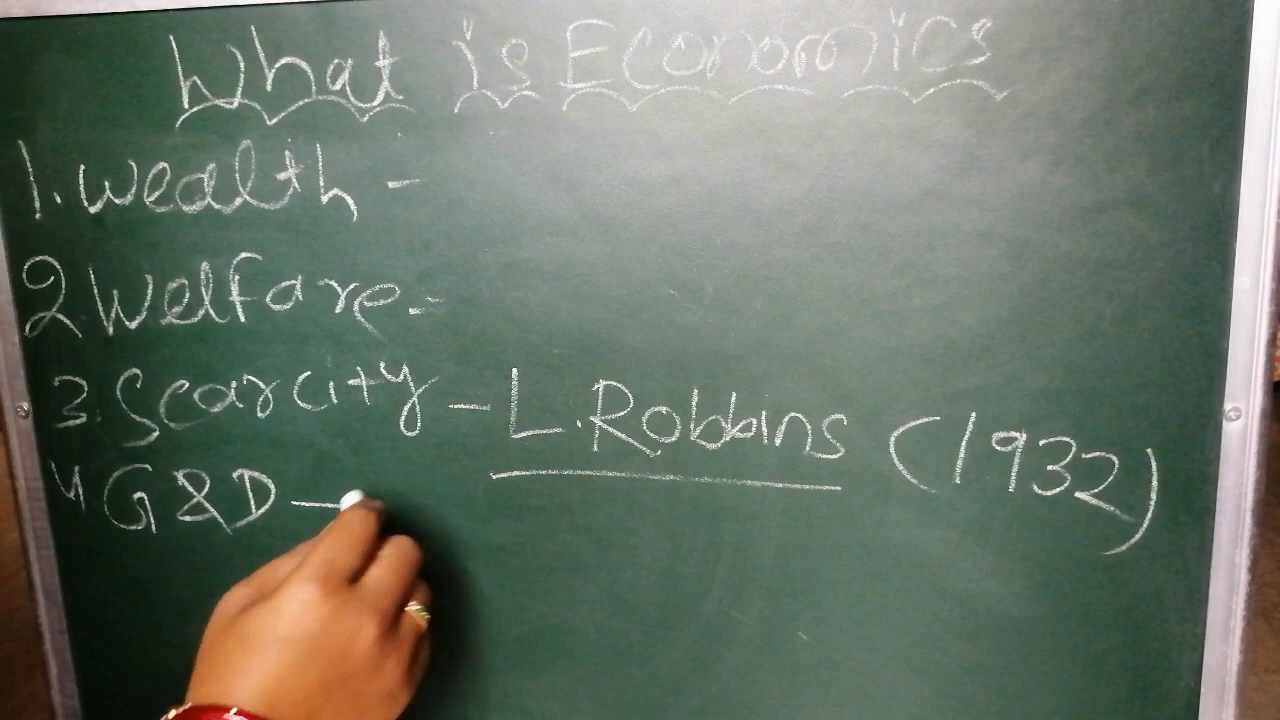 What is Economics
1. Wealth -
2 Welfare -
3. Scarcity - L. Robbins (1932)
4 G & D -